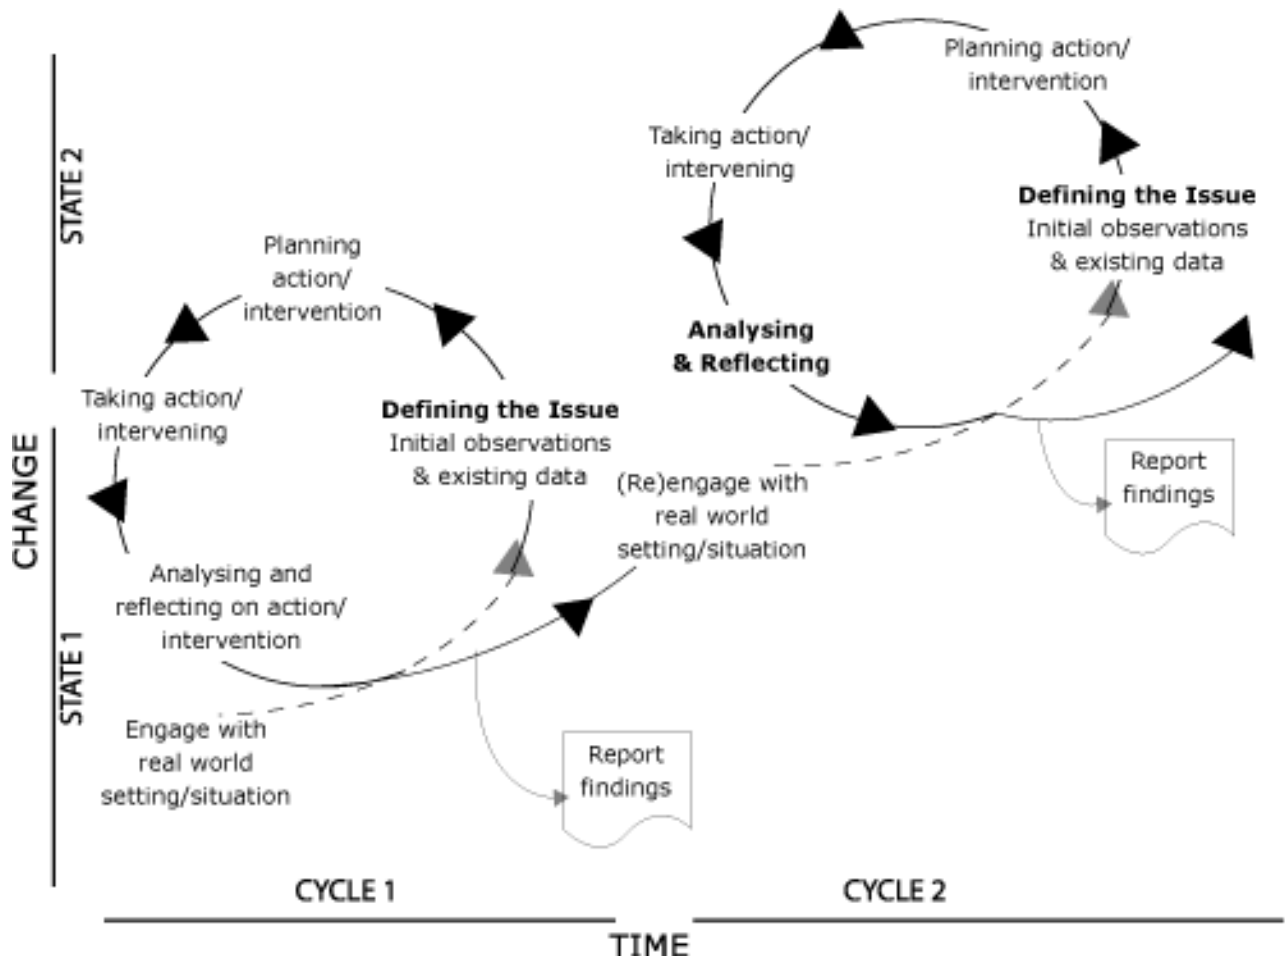 Planning action/
intervention
Taking action/
intervening
Defining the Issue
Initial observations
& existing data
Analysing
& Reflecting
STATE 2
Planning
action/
intervention
Taking action/
intervening
Defining the Issue
Initial observations
& existing data
(Re)engage with
real world
setting/situation
Report
findings
CHANGE
Analysing and
reflecting on action/
intervention
STATE 1
Engage with
real world
setting/situation
Report
findings
CYCLE 1
CYCLE 2
TIME